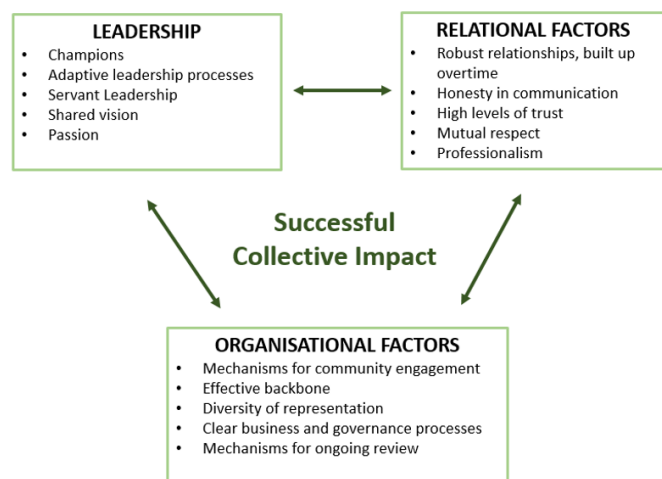 LEADERSHIP
• Champions
• Adaptive leadership processes
• Servant Leadership
• Shared vision
• Passion
RELATIONAL FACTORS
• Robust relationships, built up
overtime
• Honesty in communication
• High levels of trust
• Mutual respect
• Professionalism
Successful
Collective Impact
ORGANISATIONAL FACTORS
• Mechanisms for community engagement
• Effective backbone
• Diversity of representation
• Clear business and governance processes
• Mechanisms for ongoing review